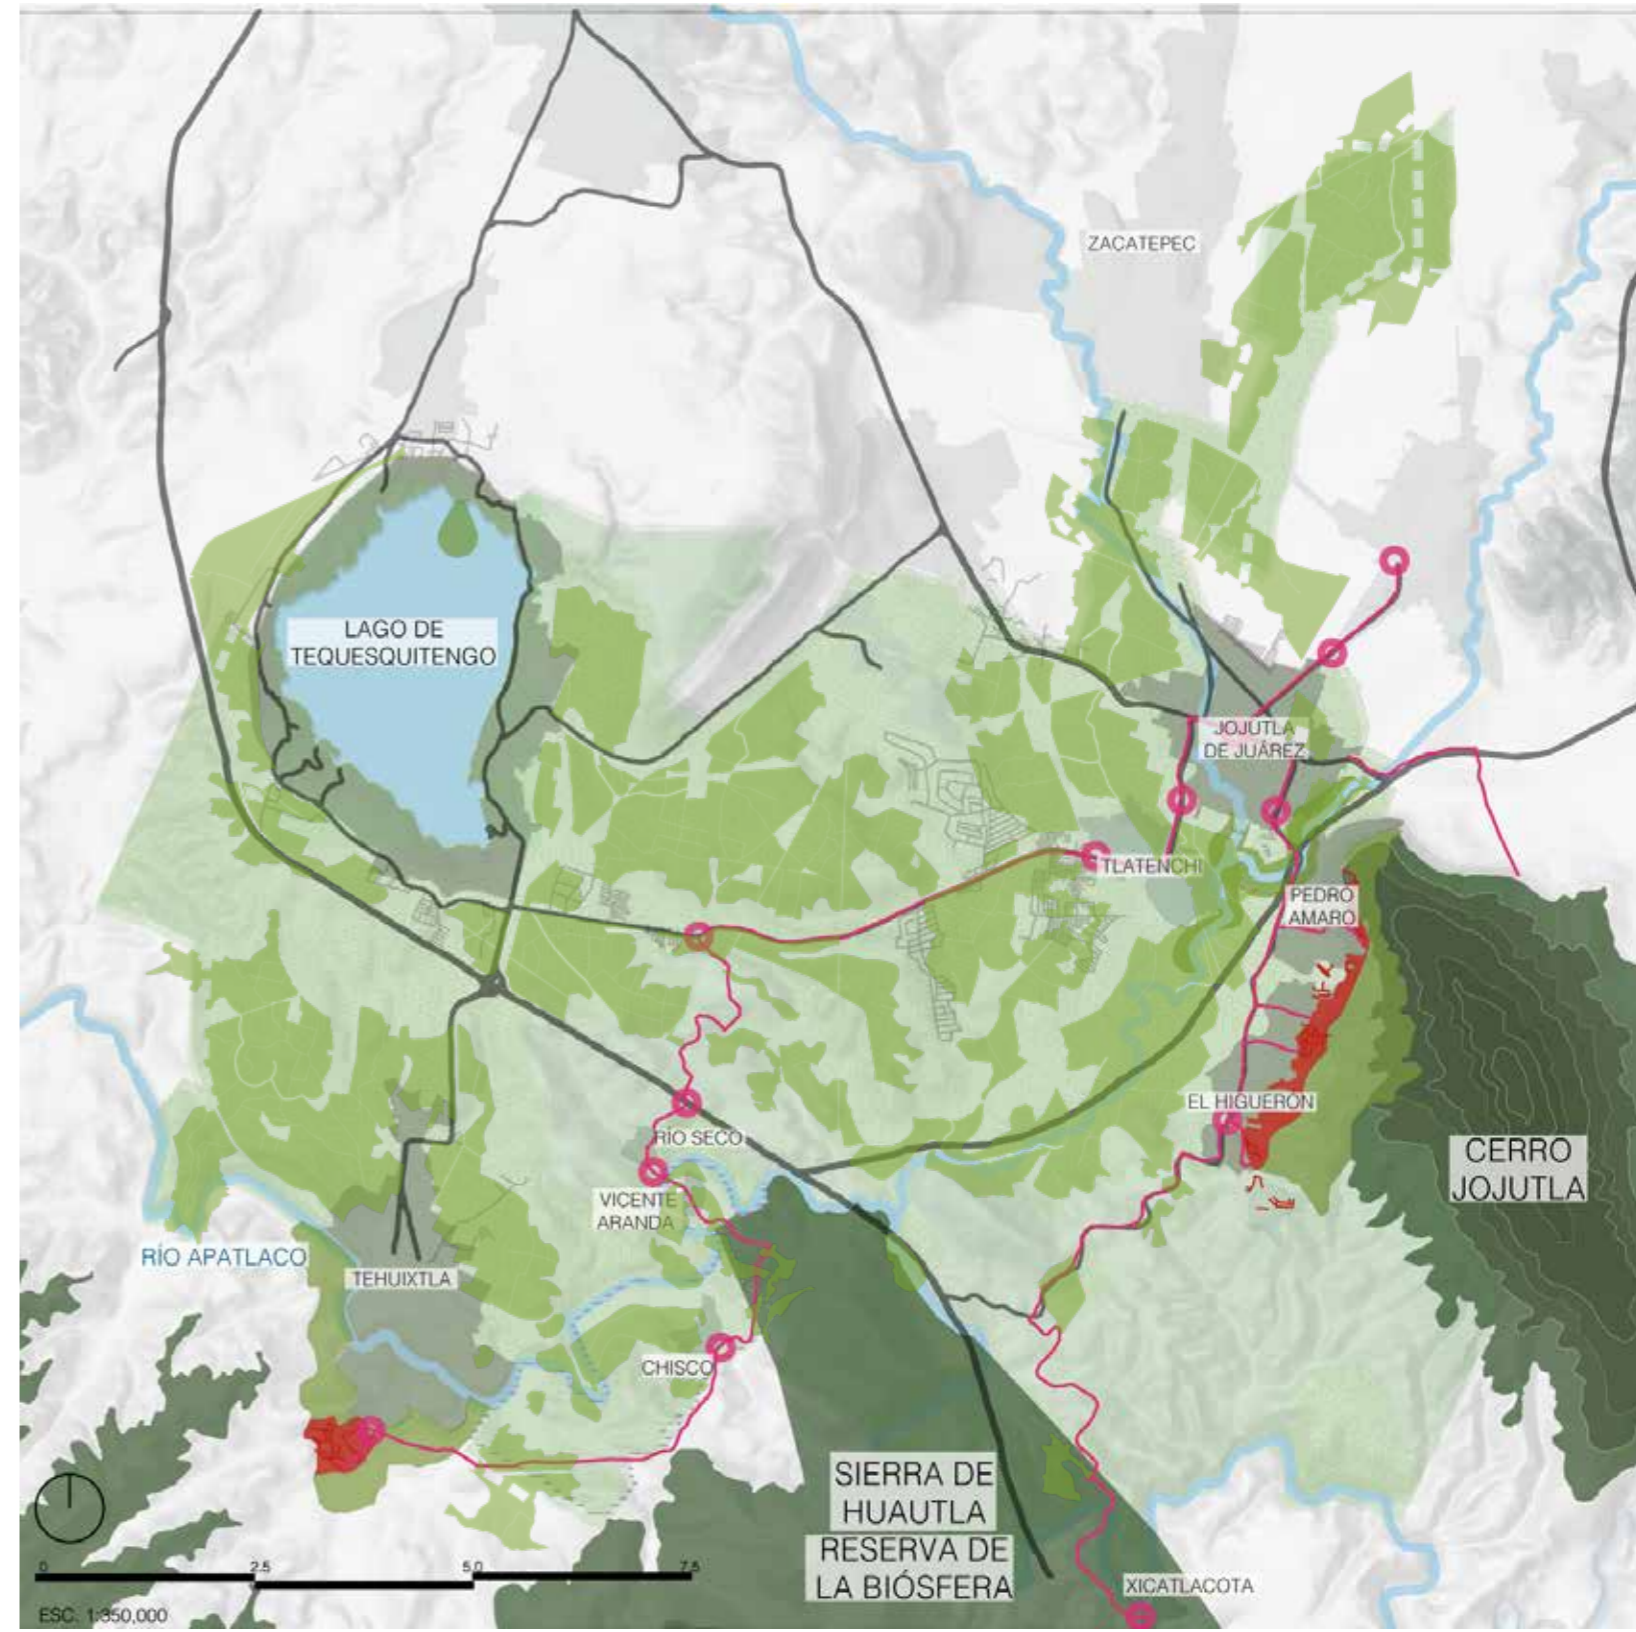 ZACATEPEC
LAGO DE
TEQUESQUITENGO
JOJUTLA
DE JUÁREZ
TLATENCHI
PEDRO
AMARO
EL HIGUERÓN
CERRO
JOJUTLA
RÍO SECO
VICENTE
ARANDA
RÍO APATLACO
TEHUIXTLA
CHISCO
SIERRA DE
HUAUTLA
RESERVA DE
LA BIÓSFERA
XICATLACOTA
0 2.5 5.0 7.5
ESC. 1:350,000